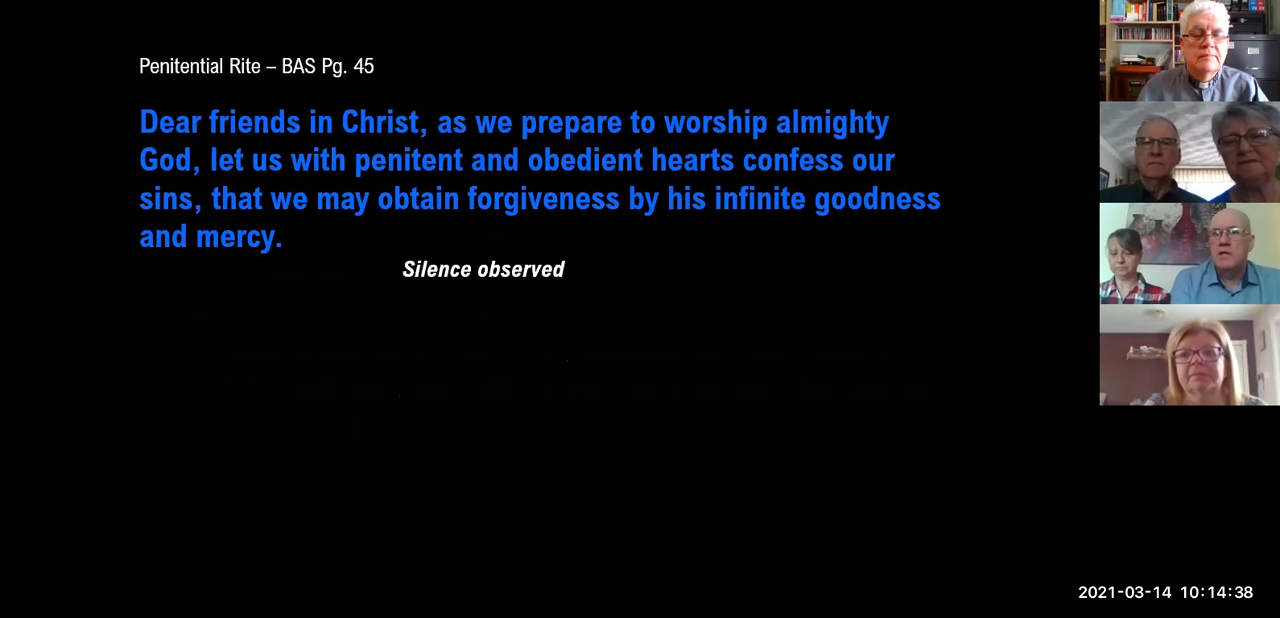 Penitential Rite – BAS Pg. 45
Dear friends in Christ, as we prepare to worship almighty
God, let us with penitent and obedient hearts confess our
sins, that we may obtain forgiveness by his infinite goodness
and mercy.
Silence observed
2021-03-14 10:14:38